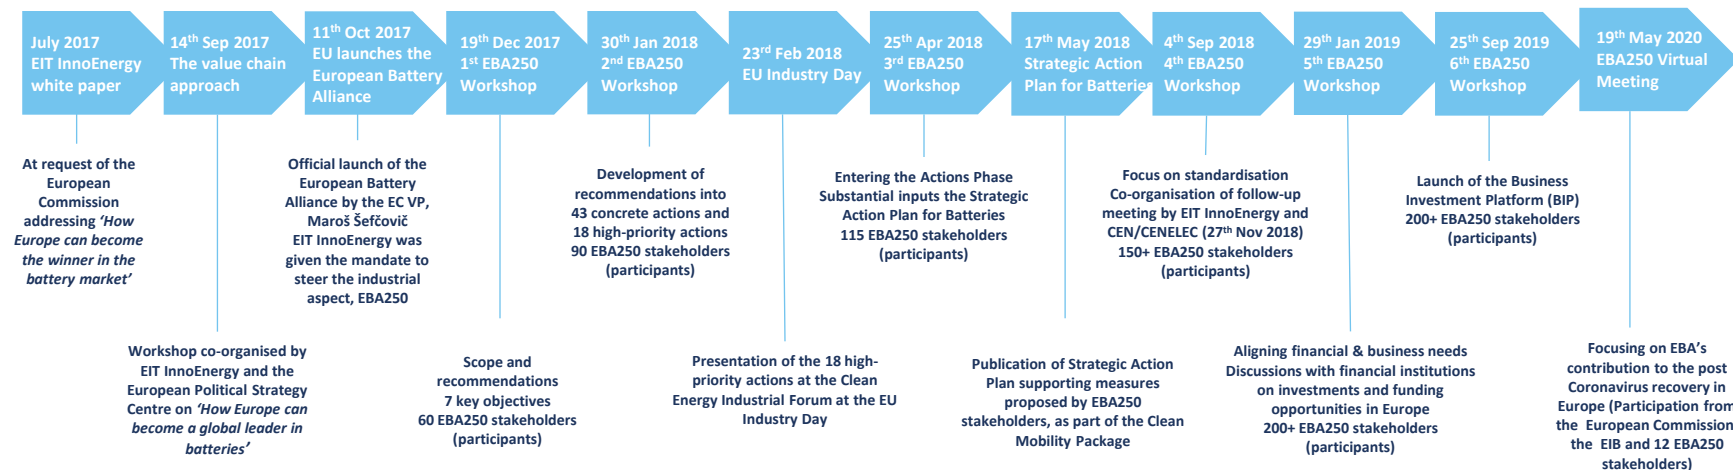 July 2017
EIT InnoEnergy
white paper
14th Sep 2017
The value chain
approach
11th Oct 2017
EU launches the
European Battery
Alliance
19th Dec 2017
1st EBA250
Workshop
30th Jan 2018
2nd EBA250
Workshop
23rd Feb 2018
EU Industry Day
25th Apr 2018
3rd EBA250
Workshop
17th May 2018
Strategic Action
Plan for Batteries
4th Sep 2018
4th EBA250
Workshop
29th Jan 2019
5th EBA250
Workshop
25th Sep 2019
6th EBA250
Workshop
19th May 2020
EBA250 Virtual
Meeting
At request of the
European
Commission
addressing ‘How
Europe can become
the winner in the
battery market’
Official launch of the
European Battery
Alliance by the EC VP,
Maroš Šefčovič
EIT InnoEnergy was
given the mandate to
steer the industrial
aspect, EBA250
Development of
recommendations into
43 concrete actions and
18 high-priority actions
90 EBA250 stakeholders
(participants)
Entering the Actions Phase
Substantial inputs the Strategic
Action Plan for Batteries
115 EBA250 stakeholders
(participants)
Focus on standardisation
Co-organisation of follow-up
meeting by EIT InnoEnergy and
CEN/CENELEC (27th Nov 2018)
150+ EBA250 stakeholders
(participants)
Launch of the Business
Investment Platform (BIP)
200+ EBA250 stakeholders
(participants)
Workshop co-organised by
EIT InnoEnergy and the
European Political Strategy
Centre on ‘How Europe can
become a global leader in
batteries’
Scope and
recommendations
7 key objectives
60 EBA250 stakeholders
(participants)
Presentation of the 18 high-
priority actions at the Clean
Energy Industrial Forum at the EU
Industry Day
Publication of Strategic Action
Plan supporting measures
proposed by EBA250
stakeholders, as part of the Clean
Mobility Package
Aligning financial & business needs
Discussions with financial institutions
on investments and funding
opportunities in Europe
200+ EBA250 stakeholders
(participants)
Focusing on EBA’s
contribution to the post
Coronavirus recovery in
Europe (Participation from
the European Commission
the EIB and 12 EBA250
stakeholders)